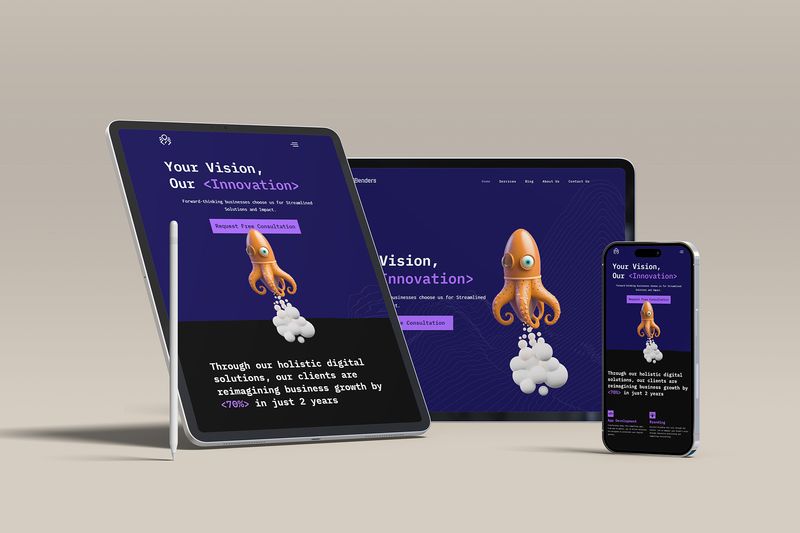 Your Vision,
Our <Innovation>
Forward-thinking businesses choose us for Streamlined
Solutions and Impact.
Request Free Consultation
Through our holistic digital
solutions, our clients are
reimagining business growth by
<70%> in just 2 years
Benders
Home Services Blog About Us Contact Us
Vision,
Innovation>
businesses choose us for Streamlined
Consultation
Your Vision,
Our <Innovation>
Forward-thinking businesses choose us for Streamlined
Solutions and Impact.
Request Free Consultation
Through our holistic digital
solutions, our clients are
reimagining business growth by
<70%> in just 2 years
App Development
Branding